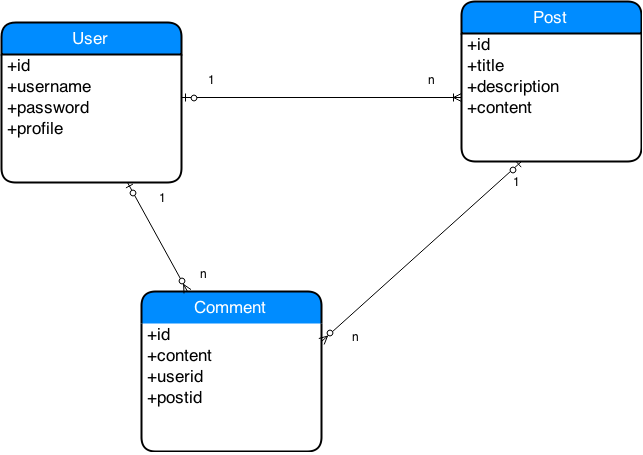 User
+id
+username
+password
+profile
1
n
Post
+id
+title
+description
+content
1
n
1
n
Comment
+id
+content
+userid
+postid